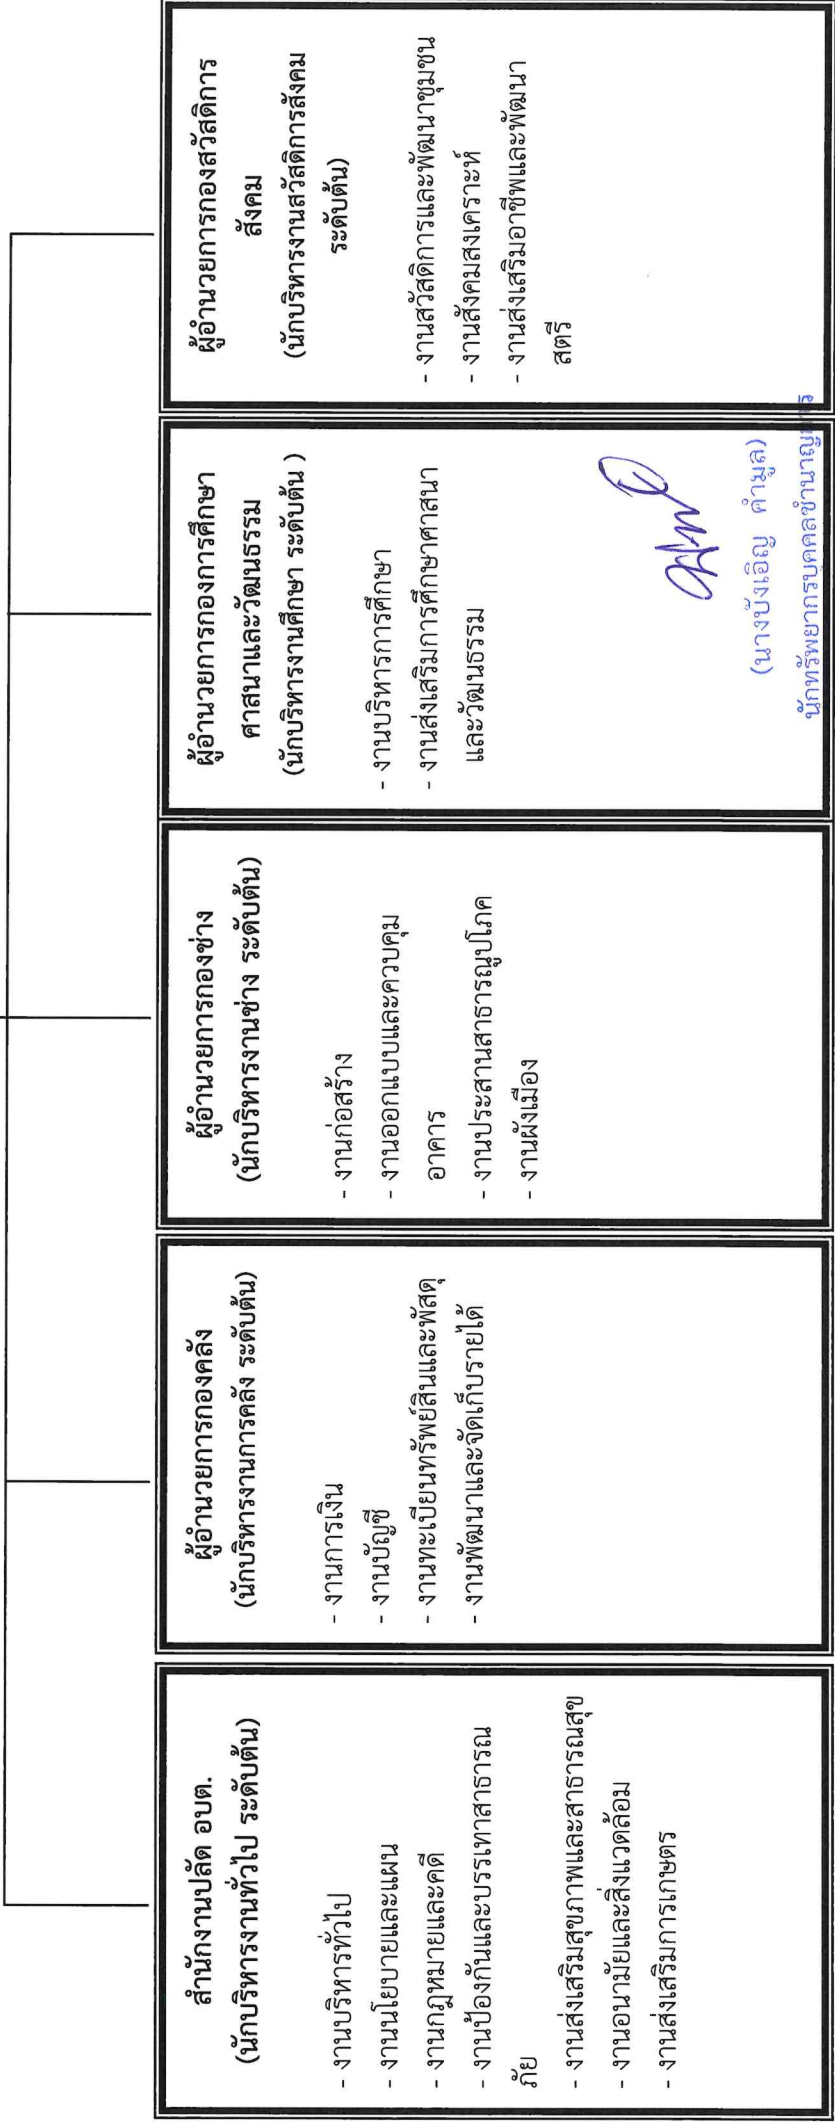 สำนักงานปลัด อบต.
(นักบริหารงานทั่วไป ระดับต้น)
- งานบริหารทั่วไป
- งานนโยบายและแผน
- งานกฎหมายและคดี
- งานป้องกันและบรรเทาสาธารณ
ภัย
- งานส่งเสริมสุขภาพและสาธารณสุข
- งานอนามัยและสิ่งแวดล้อม
- งานส่งเสริมการเกษตร
ผู้อำนวยการกองคลัง
(นักบริหารงานการคลัง ระดับต้น)
- งานการเงิน
- งานบัญชี
- งานทะเบียนทรัพย์สินและพัสดุ
- งานพัฒนาและจัดเก็บรายได้
ผู้อำนวยการกองช่าง
(นักบริหารงานช่าง ระดับต้น)
- งานก่อสร้าง
- งานออกแบบและควบคุม
อาคาร
- งานประสานสาธารณูปโภค
- งานผังเมือง
ผู้อำนวยการกองการศึกษา
ศาสนาและวัฒนธรรม
(นักบริหารงานศึกษา ระดับต้น )
- งานบริหารการศึกษา
- งานส่งเสริมการศึกษาศาสนา
และวัฒนธรรม
(นางบังเอิญ คำมูล)
นักทรัพยากรบุคคลชำนาญการ
ผู้อำนวยการกองสวัสดิการ
สังคม
(นักบริหารงานสวัสดิการสังคม
ระดับต้น)
- งานสวัสดิการและพัฒนาชุมชน
- งานสังคมสงเคราะห์
- งานส่งเสริมอาชีพและพัฒนา
สตรี